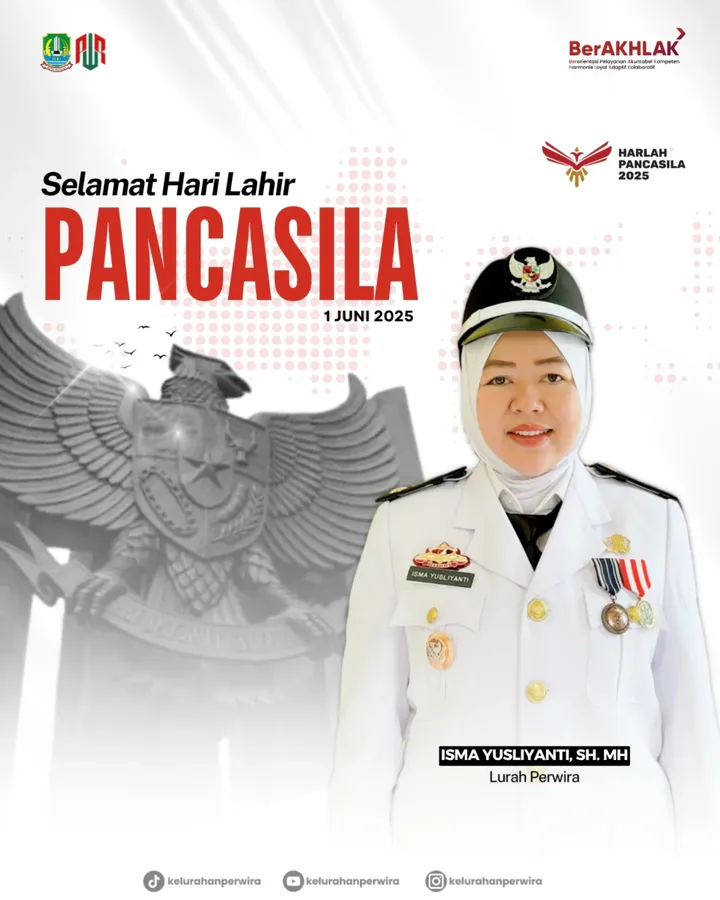 BerAKHLAK
Berorientasi Pelayanan Akuntabel Kompeten
Harmonis Loyal Adaptif Kolaboratif
HARLAH
PANCASILA
2025
Selamat Hari Lahir
PANCASILA
1 JUNI 2025
ISMA YUSLIYANTI
ISMA YUSLIYANTI, SH. MH
Lurah Perwira
kelurahanperwira
kelurahanperwira
kelurahanperwira